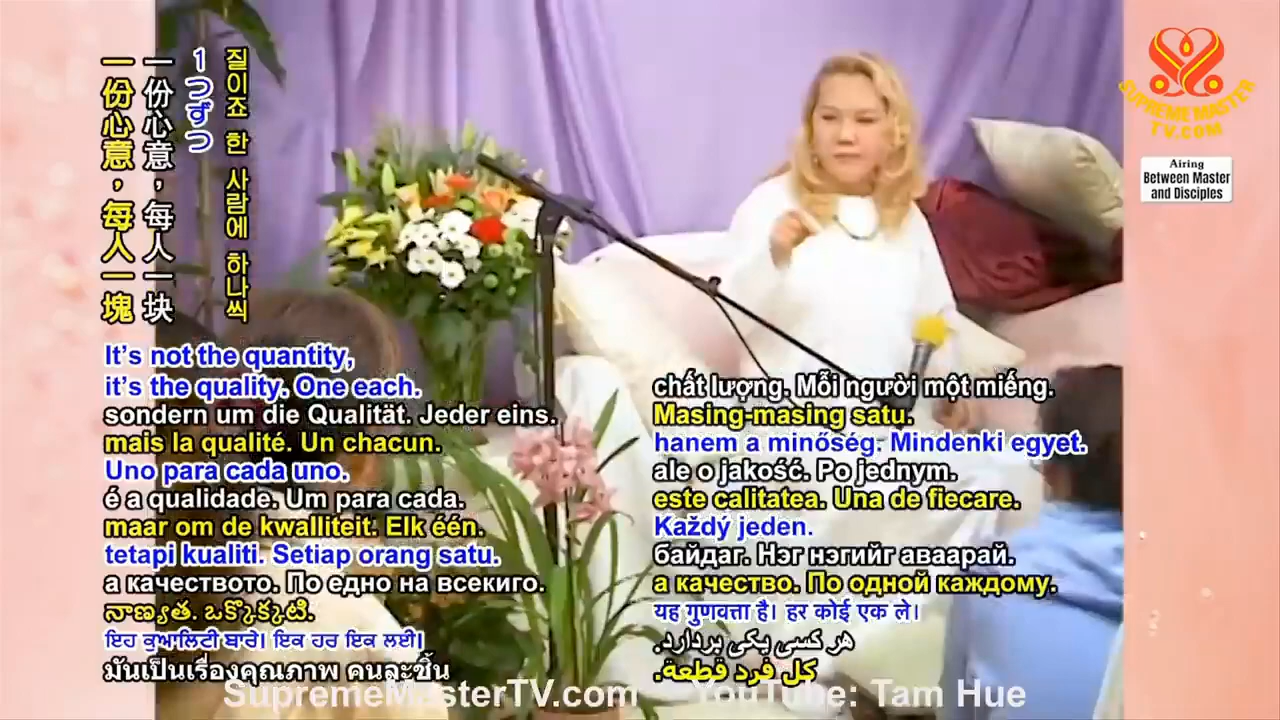 一份心意，每人一塊
一份心意，每人一块
1つずつ
질이죠 한 사람에 하나씩
SUPREME MASTER
TV.COM
Airing
Between Master
and Disciples
It's not the quantity,
it's the quality. One each.
sondern um die Qualität. Jeder eins.
mais la qualité. Un chacun.
Uno para cada uno.
é a qualidade. Um para cada.
maar om de kwalliteit. Elk één.
tetapi kualiti. Setiap orang satu.
а качеството. По едно на всекиго.
నాణ్యత. ఒక్కొక్కటి.
ਇਹ ਕੁਆਲਿਟੀ ਬਾਰੇ। ਇਕ ਹਰ ਇਕ ਲਈ।
มันเป็นเรื่องคุณภาพ คนละชิ้น
chất lượng. Mỗi người một miếng.
Masing-masing satu.
hanem a minőség. Mindenki egyet.
ale o jakość. Po jednym.
este calitatea. Una de fiecare.
Každý jeden.
байдаг. Нэг нэгийг аваарай.
а качество. По одной каждому.
यह गुणवत्ता है। हर कोई एक ले।
هر کسی یکی بردارد.
كل فرد قطعة.
SupremeMasterTV.com
YouTube: Tam Hue